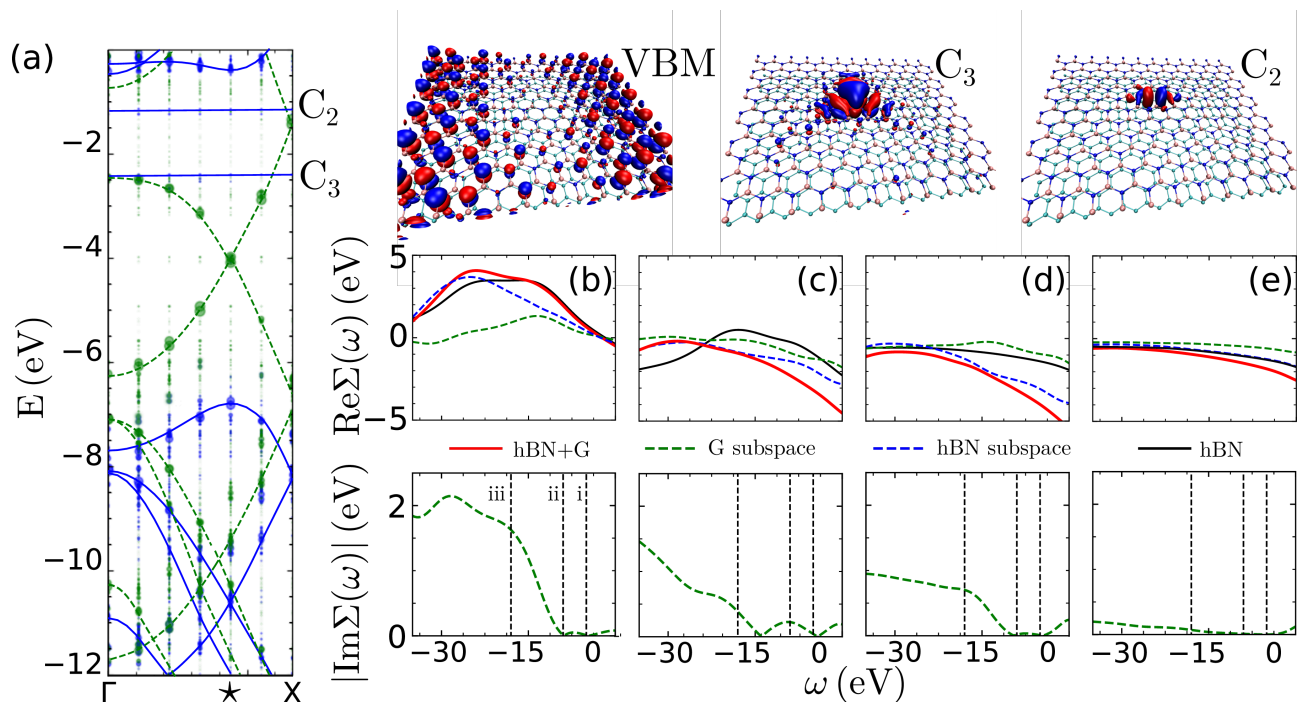 (a)
E (eV)
−2
−4
−6
−8
−10
−12
Γ
★
X
C₂
C₃
VBM
C₃
C₂
ReΣ(ω) (eV)
5
0
−5
(b)
(c)
(d)
(e)
hBN+G
G subspace
hBN subspace
hBN
|ImΣ(ω)| (eV)
2
1
0
iii
ii
i
−30 −15 0
−30 −15 0
−30 −15 0
−30 −15 0
ω (eV)